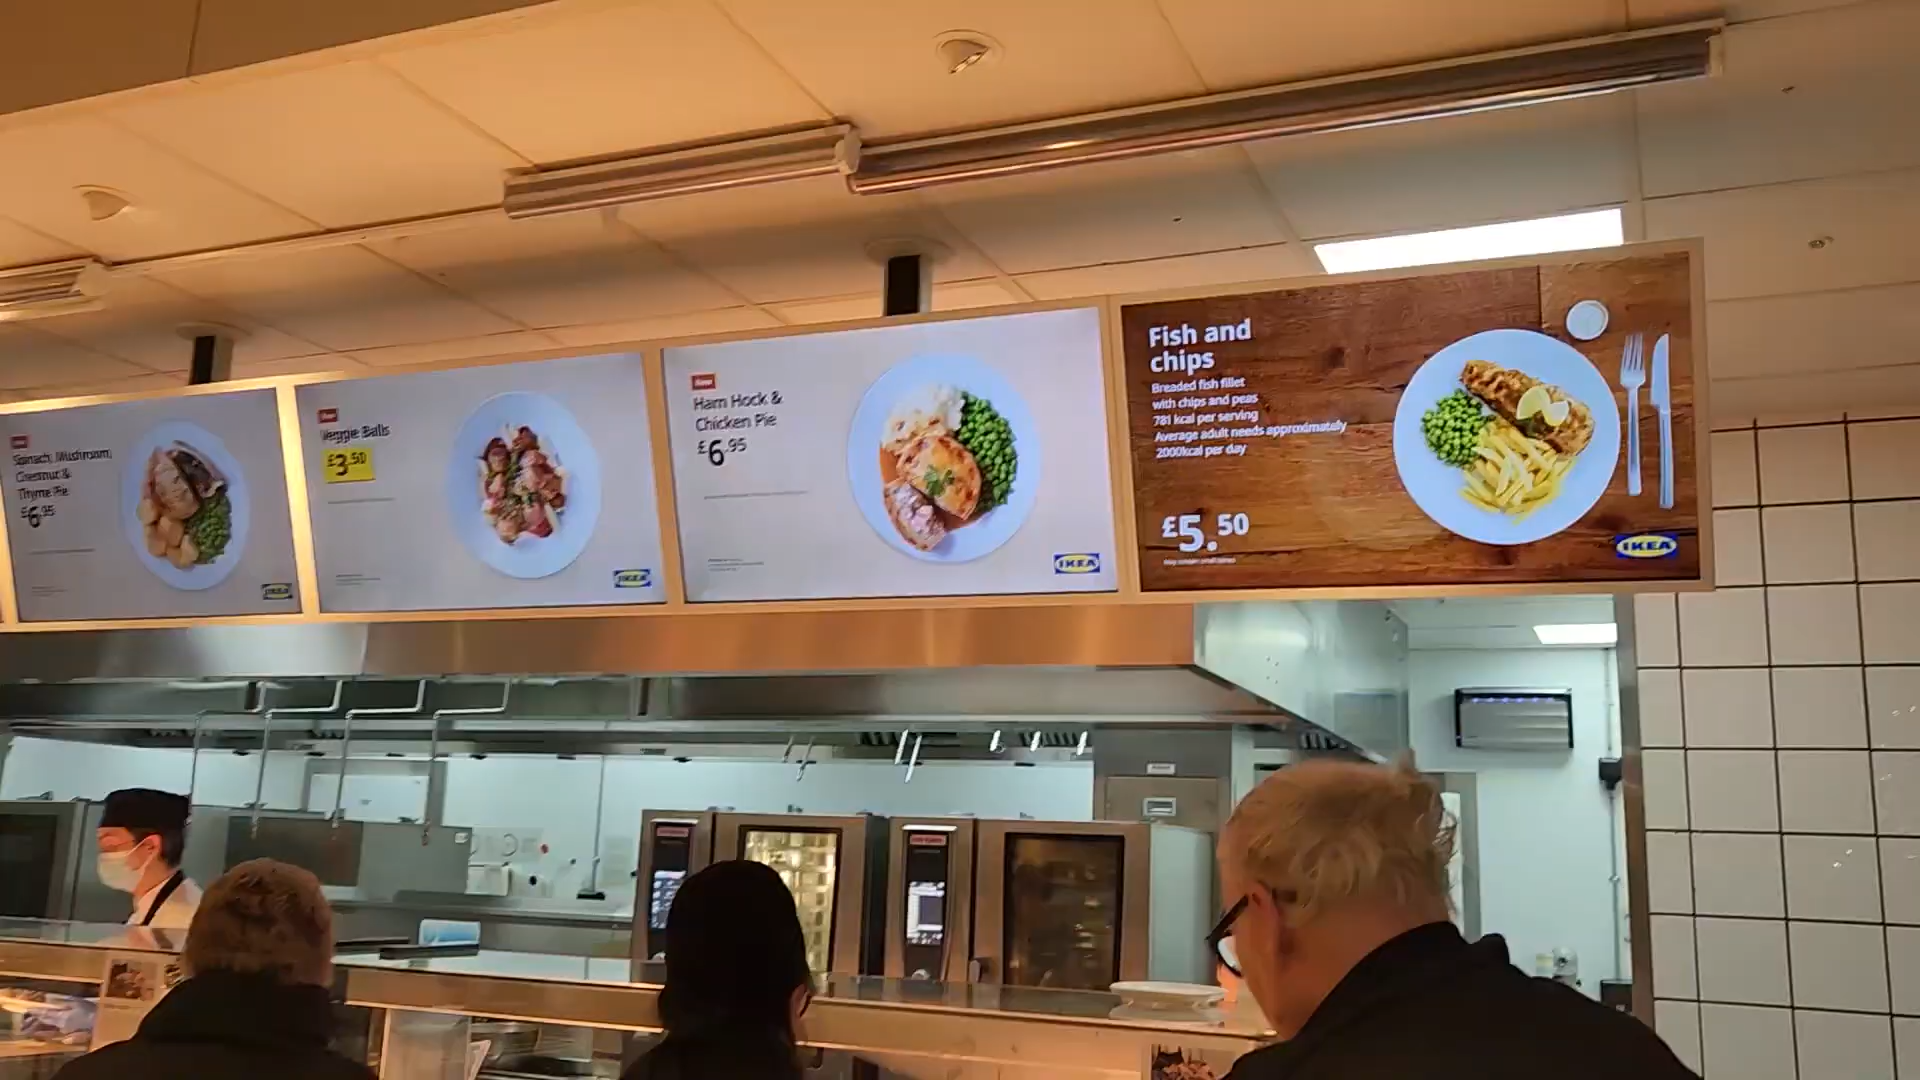 New
Spinach, Mushroom,
Chestnut &
Thyme Pie
£6.95
IKEA
New
Veggie Balls
£3.50
IKEA
New
Ham Hock &
Chicken Pie
£6.95
IKEA
Fish and
chips
Breaded fish fillet
with chips and peas
781 kcal per serving
Average adult needs approximately
2000kcal per day
£5.50
IKEA